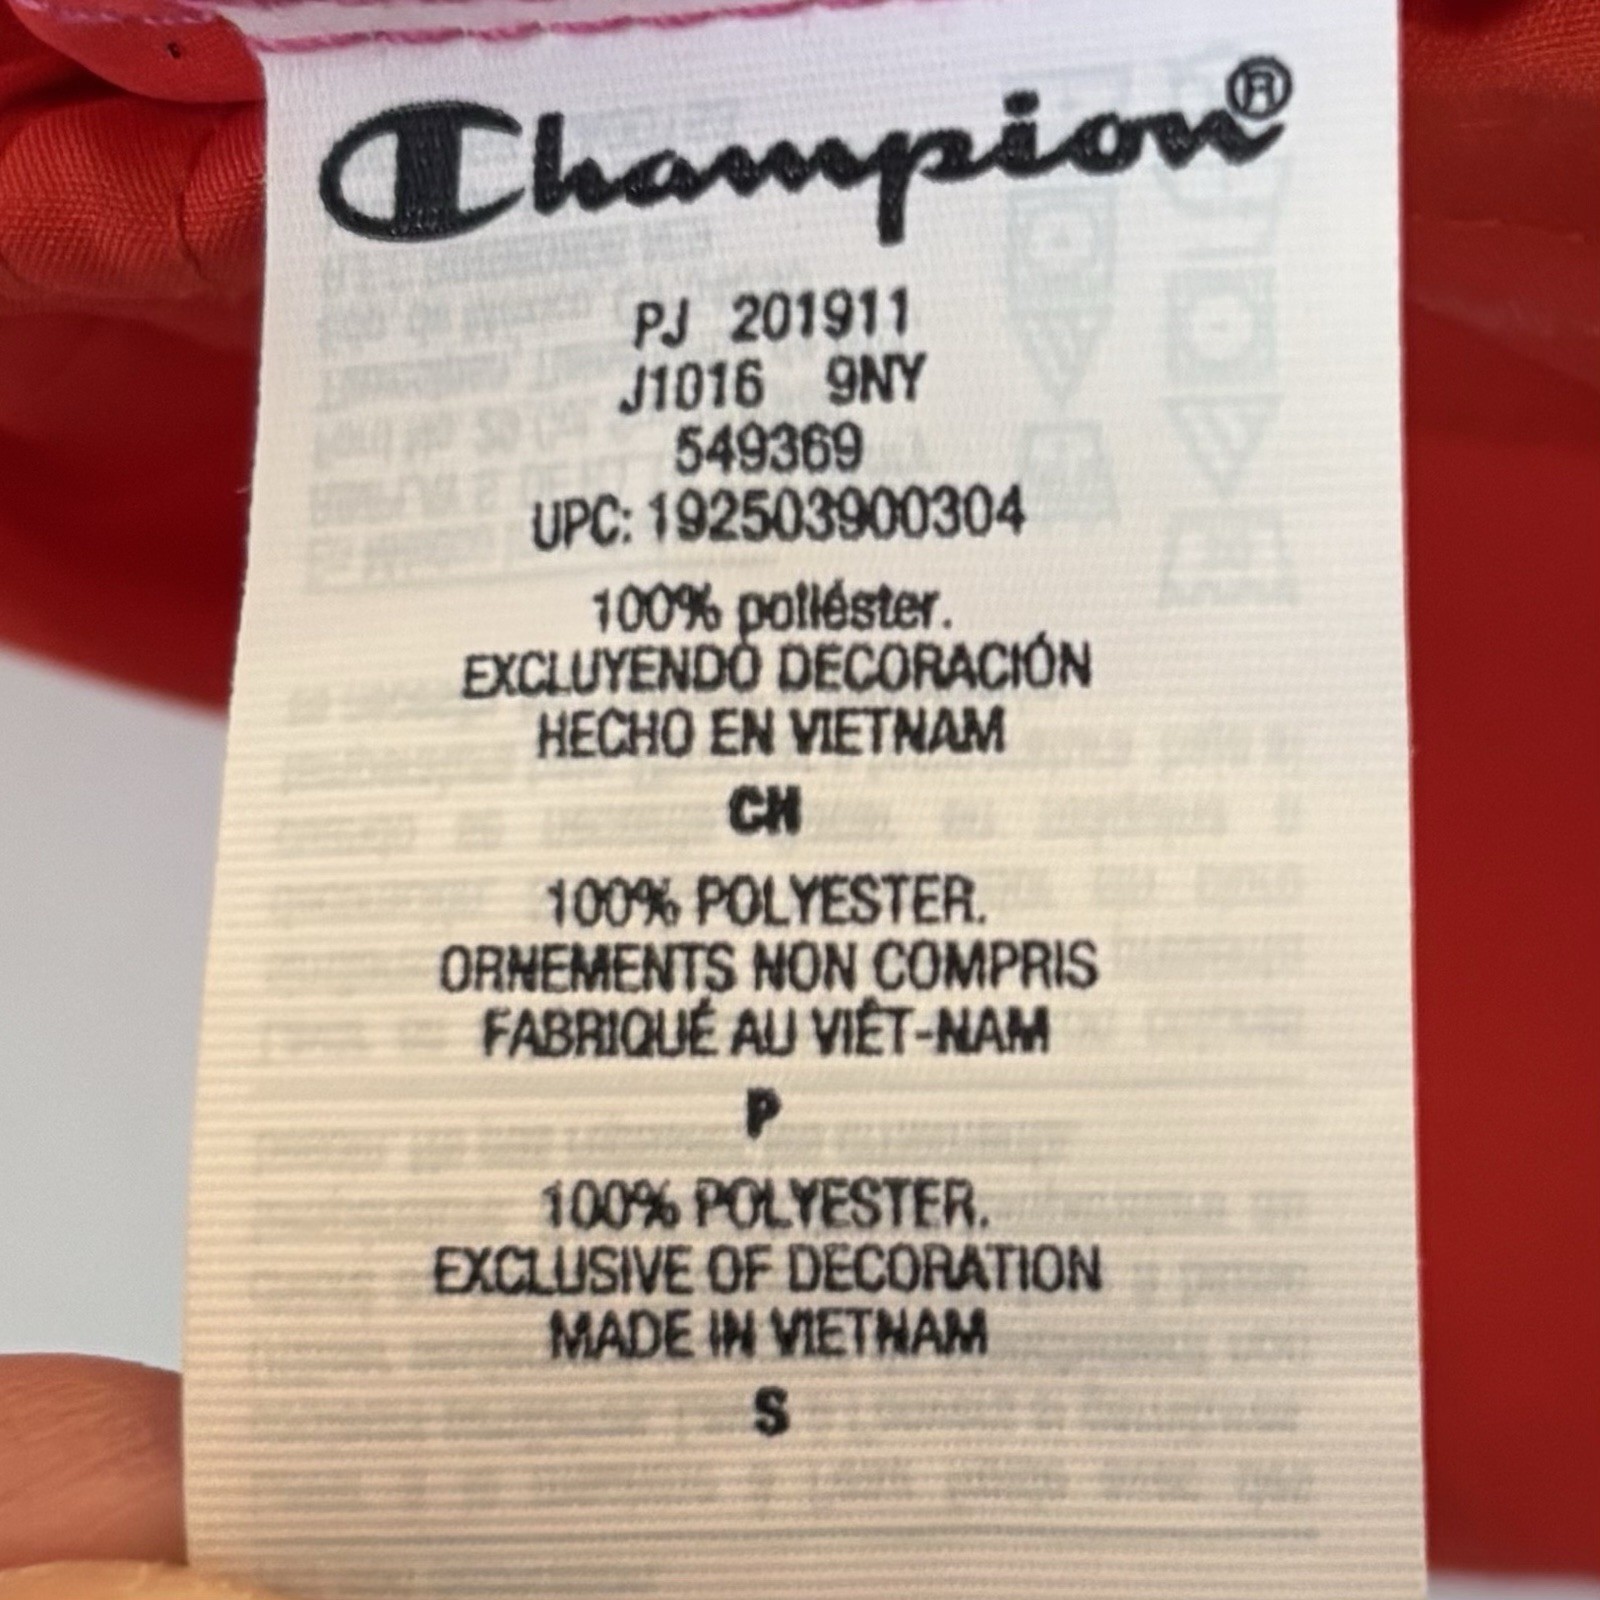 Champion®
PJ 201911
J1016 9NY
549369
UPC: 192503900304
100% poliéster.
EXCLUYENDO DECORACIÓN
HECHO EN VIETNAM
CH
100% POLYESTER.
ORNEMENTS NON COMPRIS
FABRIQUÉ AU VIÊT-NAM
P
100% POLYESTER.
EXCLUSIVE OF DECORATION
MADE IN VIETNAM
S